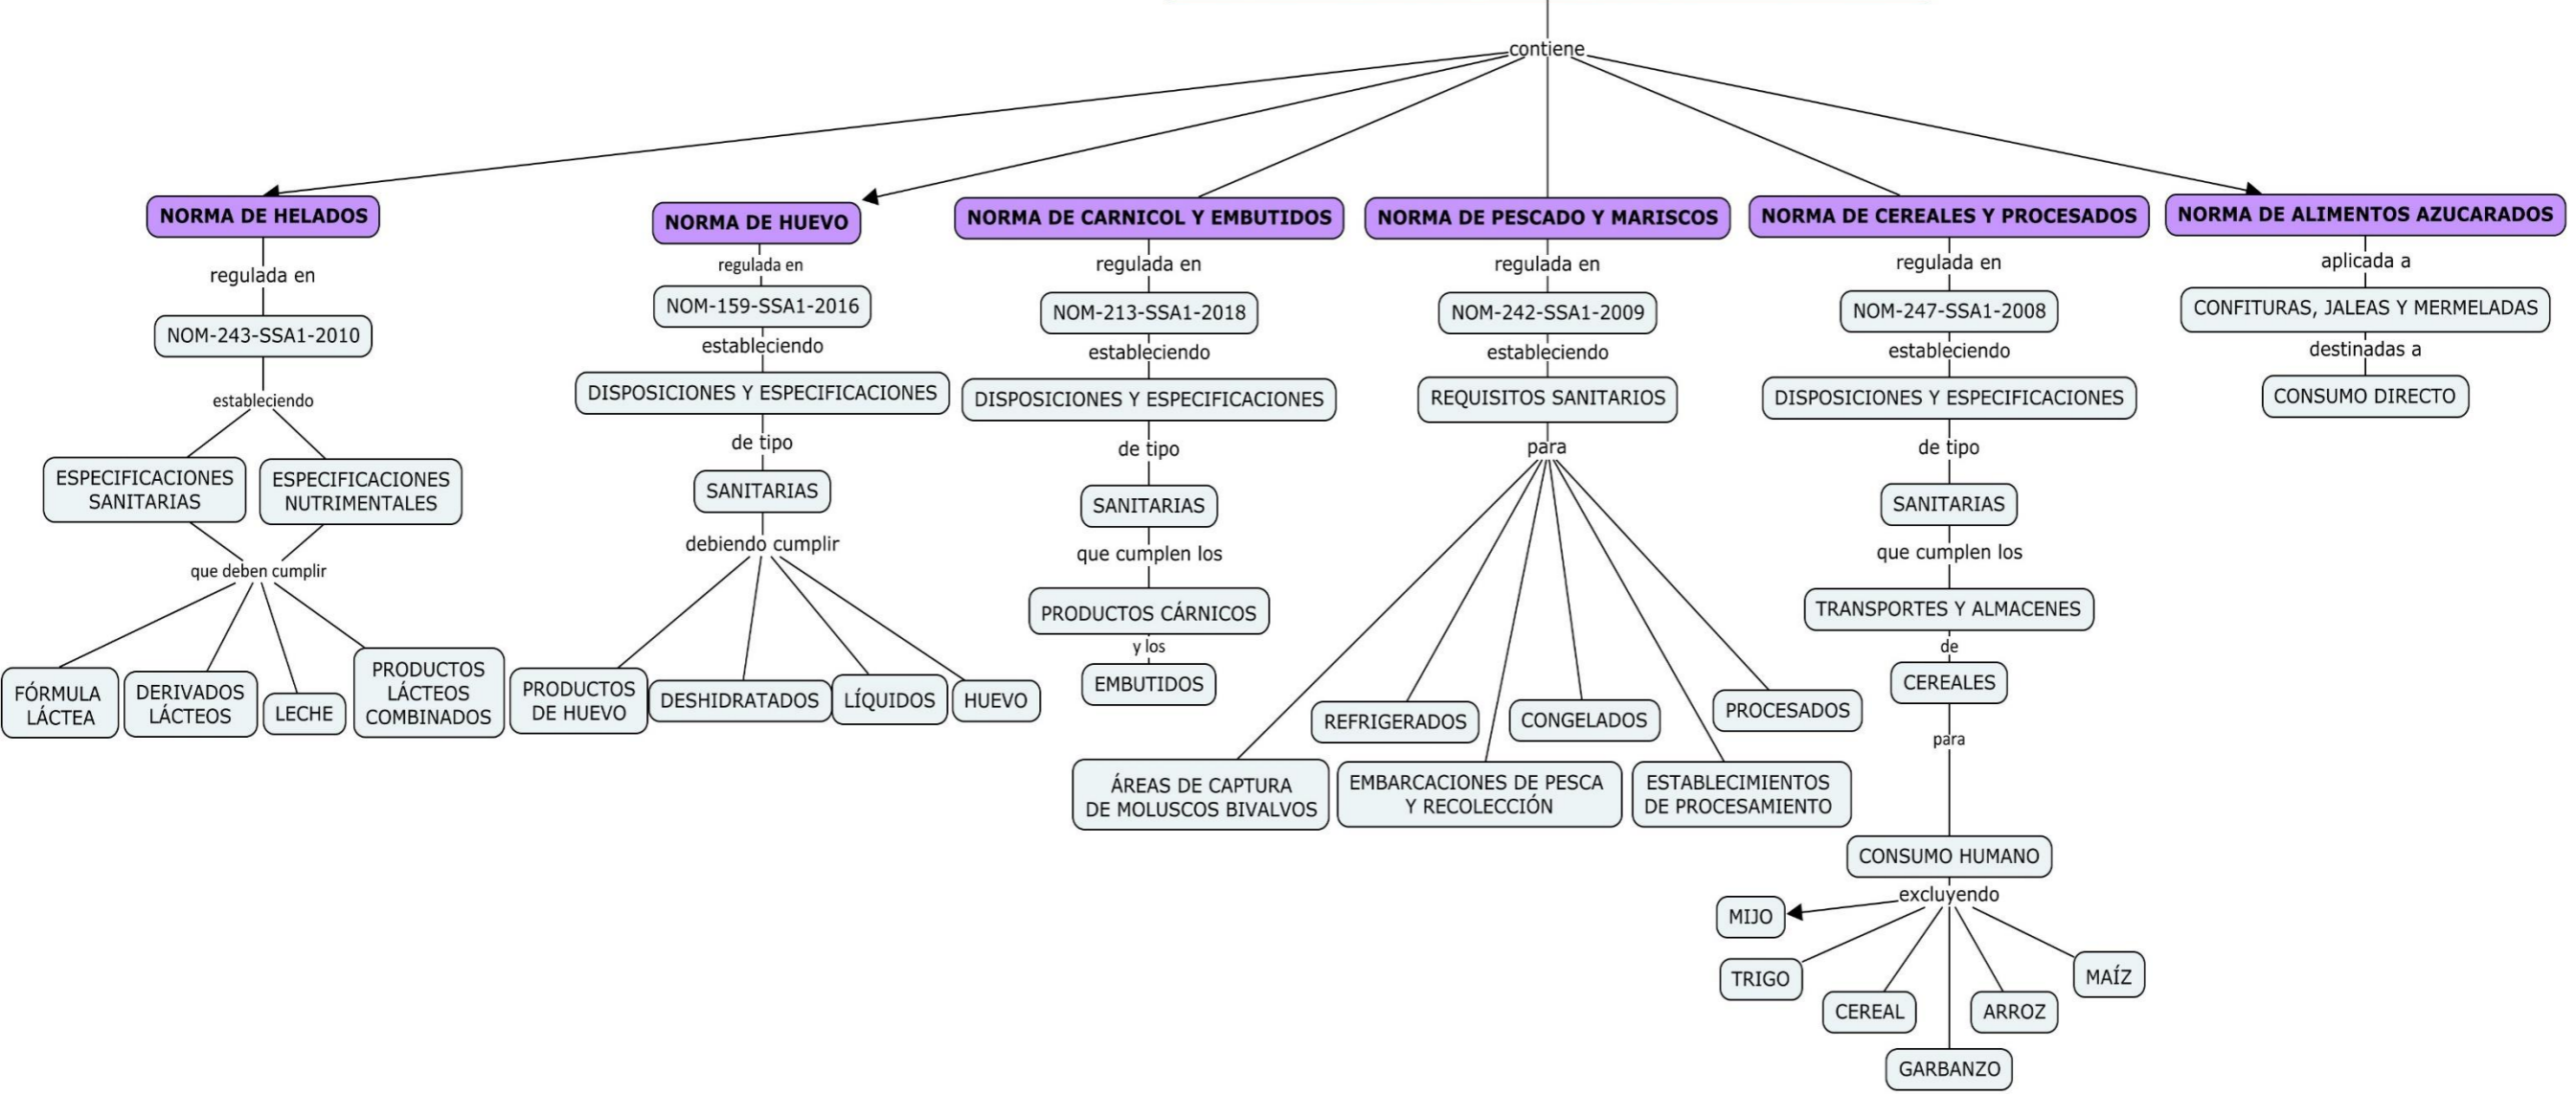 contiene
NORMA DE HELADOS
regulada en
NOM-243-SSA1-2010
estableciendo
ESPECIFICACIONES
SANITARIAS
ESPECIFICACIONES
NUTRIMENTALES
que deben cumplir
FÓRMULA
LÁCTEA
DERIVADOS
LÁCTEOS
LECHE
PRODUCTOS
LÁCTEOS
COMBINADOS
NORMA DE HUEVO
regulada en
NOM-159-SSA1-2016
estableciendo
DISPOSICIONES Y ESPECIFICACIONES
de tipo
SANITARIAS
debiendo cumplir
PRODUCTOS
DE HUEVO
DESHIDRATADOS
LÍQUIDOS
HUEVO
NORMA DE CARNICOL Y EMBUTIDOS
regulada en
NOM-213-SSA1-2018
estableciendo
DISPOSICIONES Y ESPECIFICACIONES
de tipo
SANITARIAS
que cumplen los
PRODUCTOS CÁRNICOS
y los
EMBUTIDOS
NORMA DE PESCADO Y MARISCOS
regulada en
NOM-242-SSA1-2009
estableciendo
REQUISITOS SANITARIOS
para
REFRIGERADOS
CONGELADOS
PROCESADOS
ÁREAS DE CAPTURA
DE MOLUSCOS BIVALVOS
EMBARCACIONES DE PESCA
Y RECOLECCIÓN
ESTABLECIMIENTOS
DE PROCESAMIENTO
NORMA DE CEREALES Y PROCESADOS
regulada en
NOM-247-SSA1-2008
estableciendo
DISPOSICIONES Y ESPECIFICACIONES
de tipo
SANITARIAS
que cumplen los
TRANSPORTES Y ALMACENES
de
CEREALES
para
CONSUMO HUMANO
excluyendo
MIJO
TRIGO
CEREAL
GARBANZO
ARROZ
MAÍZ
NORMA DE ALIMENTOS AZUCARADOS
aplicada a
CONFITURAS, JALEAS Y MERMELADAS
destinadas a
CONSUMO DIRECTO